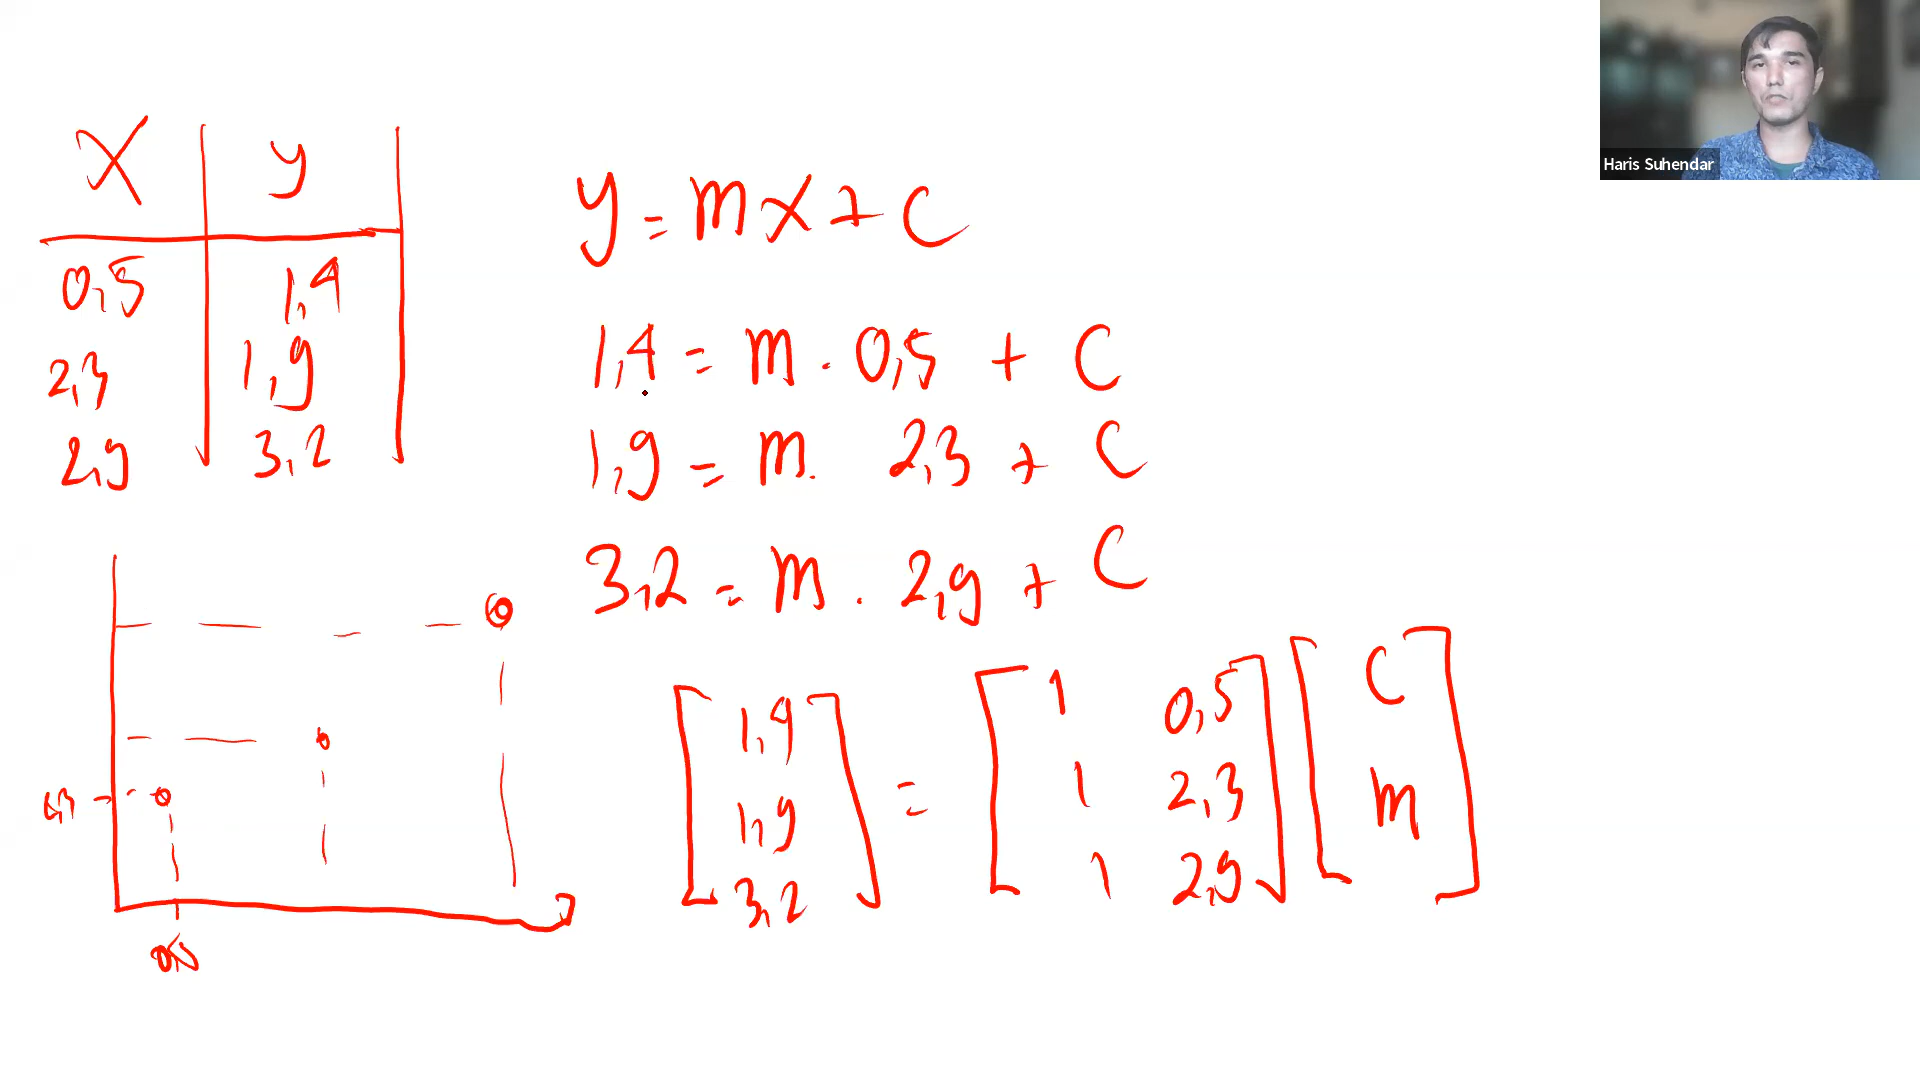 Haris Suhendar
x y
0,5 1,4
2,3 1,9
2,9 3,2
y = mx + c
1,4 = m . 0,5 + C
1,9 = m. 2,3 + C
3,2 = m . 2,9 + C
[1,4 = [1 0,5 [C
1,9 1 2,3 m]
3,2] 1 2,9]
0,5